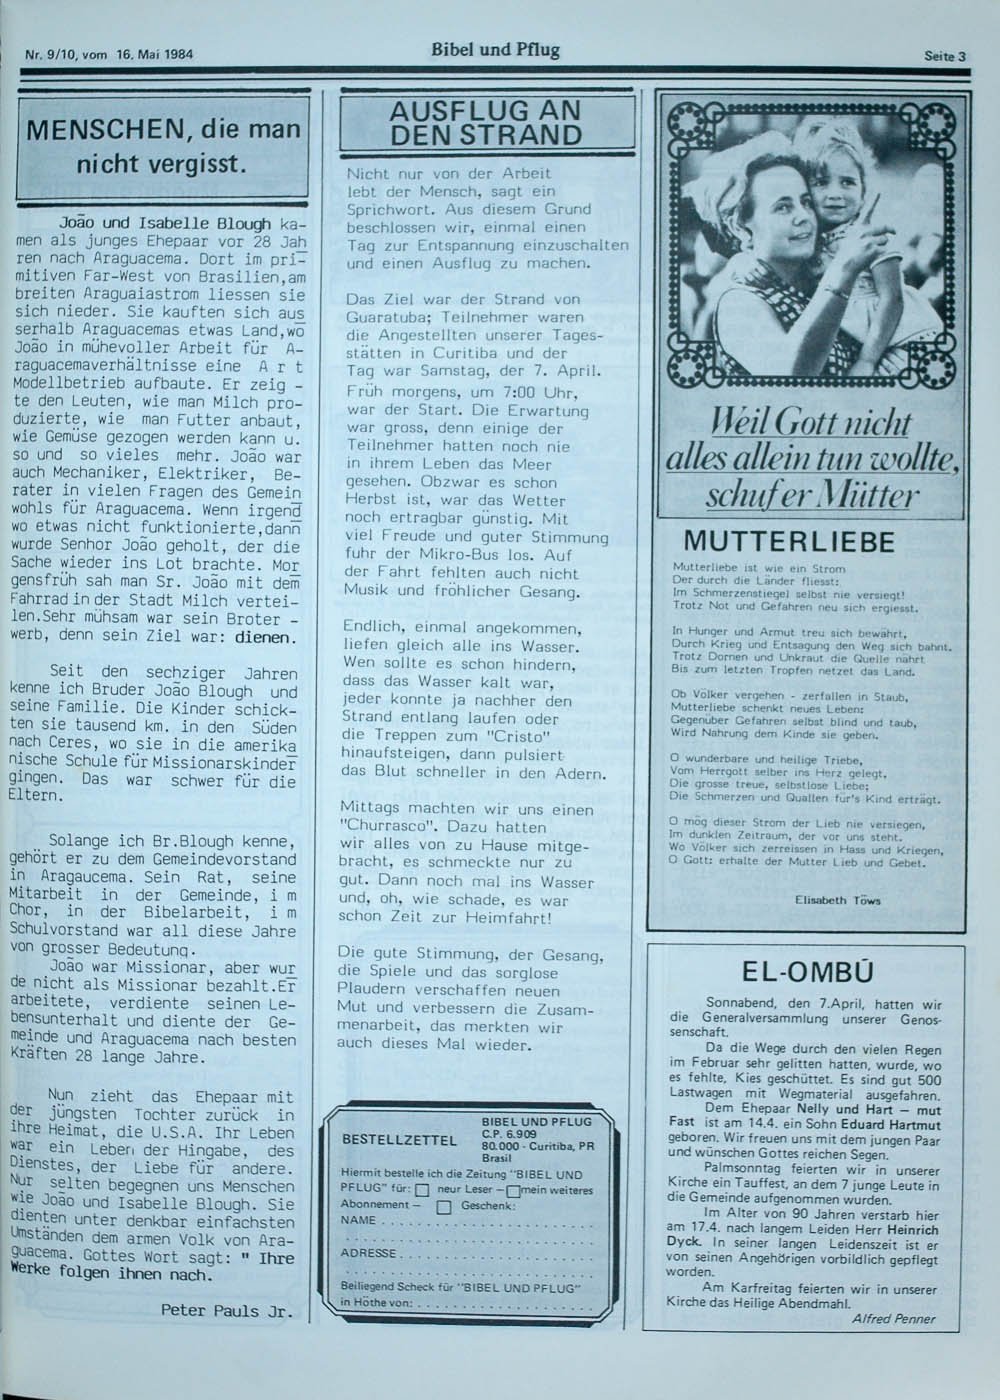 Nr. 9/10, vom 16. Mai 1984
Bibel und Pflug
Seite 3
MENSCHEN, die man
nicht vergisst.
João und Isabelle Blough ka-
men als junges Ehepaar vor 28 Jah
ren nach Araguacema. Dort im pri-
mitiven Far-West von Brasilien,am
breiten Araguaiastrom liessen sie
sich nieder. Sie kauften sich aus
serhalb Araguacemas etwas Land,wo
João in mühevoller Arbeit für A-
raguacemaverhältnisse eine A r t
Modellbetrieb aufbaute. Er zeig -
te den Leuten, wie man Milch pro-
duzierte, wie man Futter anbaut,
wie Gemüse gezogen werden kann u.
so und so vieles mehr. João war
auch Mechaniker, Elektriker, Be-
rater in vielen Fragen des Gemein
wohls für Araguacema. Wenn irgend
wo etwas nicht funktionierte,dann
wurde Senhor João geholt, der die
Sache wieder ins Lot brachte. Mor
gensfrüh sah man Sr. João mit dem
Fahrrad in der Stadt Milch vertei-
len.Sehr mühsam war sein Broter -
werb, denn sein Ziel war: dienen.
Seit den sechziger Jahren
kenne ich Bruder João Blough und
seine Familie. Die Kinder schick-
ten sie tausend km. in den Süden
nach Ceres, wo sie in die amerika
nische Schule für Missionarskinder
gingen. Das war schwer für die
Eltern.
Solange ich Br.Blough kenne,
gehört er zu dem Gemeindevorstand
in Aragaucema. Sein Rat, seine
Mitarbeit in der Gemeinde, i m
Chor, in der Bibelarbeit, i m
Schulvorstand war all diese Jahre
von grosser Bedeutung.
João war Missionar, aber wur
de nicht als Missionar bezahlt.Er
arbeitete, verdiente seinen Le-
bensunterhalt und diente der Ge-
meinde und Araguacema nach besten
Kräften 28 lange Jahre.
Nun zieht das Ehepaar mit
der jüngsten Tochter zurück in
ihre Heimat, die U.S.A. Ihr Leben
war ein Leben der Hingabe, des
Dienstes, der Liebe für andere.
Nur selten begegnen uns Menschen
wie João und Isabelle Blough. Sie
dienten unter denkbar einfachsten
Umständen dem armen Volk von Ara-
guacema. Gottes Wort sagt: " Ihre
Werke folgen ihnen nach.
Peter Pauls Jr.
AUSFLUG AN
DEN STRAND
Nicht nur von der Arbeit
lebt der Mensch, sagt ein
Sprichwort. Aus diesem Grund
beschlossen wir, einmal einen
Tag zur Entspannung einzuschalten
und einen Ausflug zu machen.
Das Ziel war der Strand von
Guaratuba; Teilnehmer waren
die Angestellten unserer Tages-
stätten in Curitiba und der
Tag war Samstag, der 7. April.
Früh morgens, um 7:00 Uhr,
war der Start. Die Erwartung
war gross, denn einige der
Teilnehmer hatten noch nie
in ihrem Leben das Meer
gesehen. Obzwar es schon
Herbst ist, war das Wetter
noch ertragbar günstig. Mit
viel Freude und guter Stimmung
fuhr der Mikro-Bus los. Auf
der Fahrt fehlten auch nicht
Musik und fröhlicher Gesang.
Endlich, einmal angekommen,
liefen gleich alle ins Wasser.
Wen sollte es schon hindern,
dass das Wasser kalt war,
jeder konnte ja nachher den
Strand entlang laufen oder
die Treppen zum "Cristo"
hinaufsteigen, dann pulsiert
das Blut schneller in den Adern.
Mittags machten wir uns einen
"Churrasco". Dazu hatten
wir alles von zu Hause mitge-
bracht, es schmeckte nur zu
gut. Dann noch mal ins Wasser
und, oh, wie schade, es war
schon Zeit zur Heimfahrt!
Die gute Stimmung, der Gesang,
die Spiele und das sorglose
Plaudern verschaffen neuen
Mut und verbessern die Zusam-
menarbeit, das merkten wir
auch dieses Mal wieder.
BESTELLZETTEL
BIBEL UND PFLUG
C.P. 6.909
80.000 - Curitiba, PR
Brasil
Hiermit bestelle ich die Zeitung "BIBEL UND
PFLUG" für: neur Leser – mein weiteres
Abonnement – Geschenk:
NAME
ADRESSE
Beiliegend Scheck für "BIBEL UND PFLUG"
in Höthe von:
Weil Gott nicht
alles allein tun wollte,
schuf er Mütter
MUTTERLIEBE
Mutterliebe ist wie ein Strom
Der durch die Länder fliesst;
Im Schmerzenstiegel selbst nie versiegt!
Trotz Not und Gefahren neu sich ergiesst.
In Hunger und Armut treu sich bewährt,
Durch Krieg und Entsagung den Weg sich bahnt.
Trotz Dornen und Unkraut die Quelle nährt
Bis zum letzten Tropfen netzet das Land.
Ob Völker vergehen - zerfallen in Staub,
Mutterliebe schenkt neues Leben;
Gegenüber Gefahren selbst blind und taub,
Wird Nahrung dem Kinde sie geben.
O wunderbare und heilige Triebe,
Vom Herrgott selber ins Herz gelegt,
Die grosse treue, selbstlose Liebe;
Die Schmerzen und Quallen für's Kind erträgt.
O mög dieser Strom der Lieb nie versiegen,
Im dunklen Zeitraum, der vor uns steht.
Wo Völker sich zerreissen in Hass und Kriegen,
O Gott: erhalte der Mutter Lieb und Gebet.
Elisabeth Töws
EL-OMBÚ
Sonnabend, den 7.April, hatten wir
die Generalversammlung unserer Genos-
senschaft.
Da die Wege durch den vielen Regen
im Februar sehr gelitten hatten, wurde, wo
es fehlte, Kies geschüttet. Es sind gut 500
Lastwagen mit Wegmaterial ausgefahren.
Dem Ehepaar Nelly und Hart – mut
Fast ist am 14.4. ein Sohn Eduard Hartmut
geboren. Wir freuen uns mit dem jungen Paar
und wünschen Gottes reichen Segen.
Palmsonntag feierten wir in unserer
Kirche ein Tauffest, an dem 7 junge Leute in
die Gemeinde aufgenommen wurden.
Im Alter von 90 Jahren verstarb hier
am 17.4. nach langem Leiden Herr Heinrich
Dyck. In seiner langen Leidenszeit ist er
von seinen Angehörigen vorbildlich gepflegt
worden.
Am Karfreitag feierten wir in unserer
Kirche das Heilige Abendmahl.
Alfred Penner